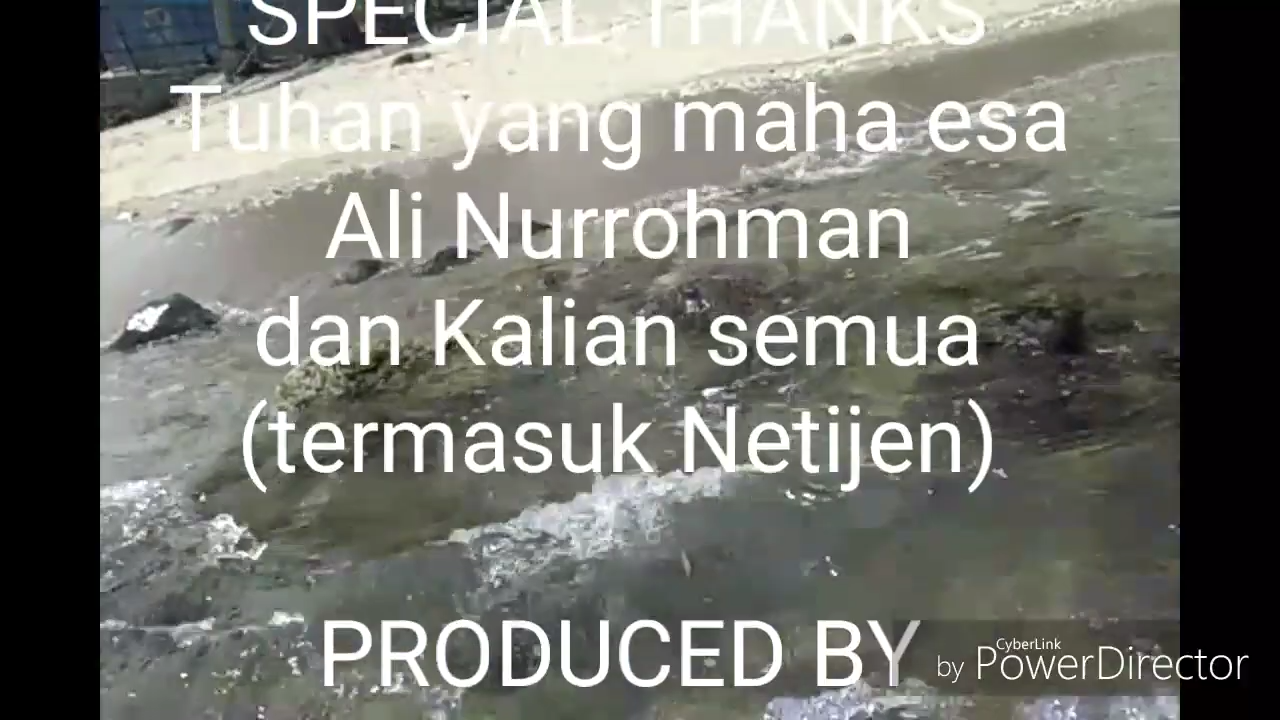 SPECIAL THANKS
Tuhan yang maha esa
Ali Nurrohman
dan Kalian semua
(termasuk Netijen)
PRODUCED BY
CyberLink
by PowerDirector